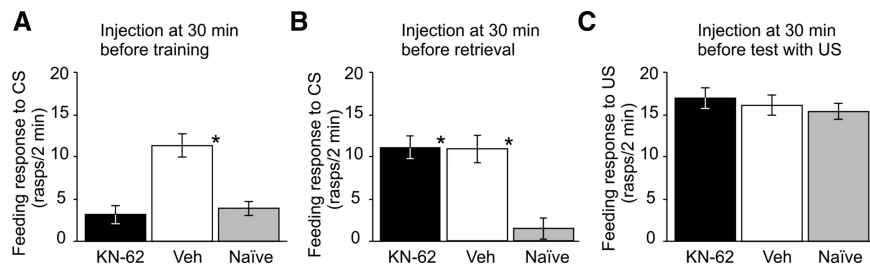 A
Injection at 30 min
before training
Feeding response to CS
(rasps/2 min)
20
15
10
5
0
*
KN-62 Veh Naïve
B
Injection at 30 min
before retrieval
Feeding response to CS
(rasps/2 min)
20
15
10
5
0
* *
KN-62 Veh Naïve
C
Injection at 30 min
before test with US
Feeding response to US
(rasps/2 min)
20
15
10
5
0
KN-62 Veh Naïve